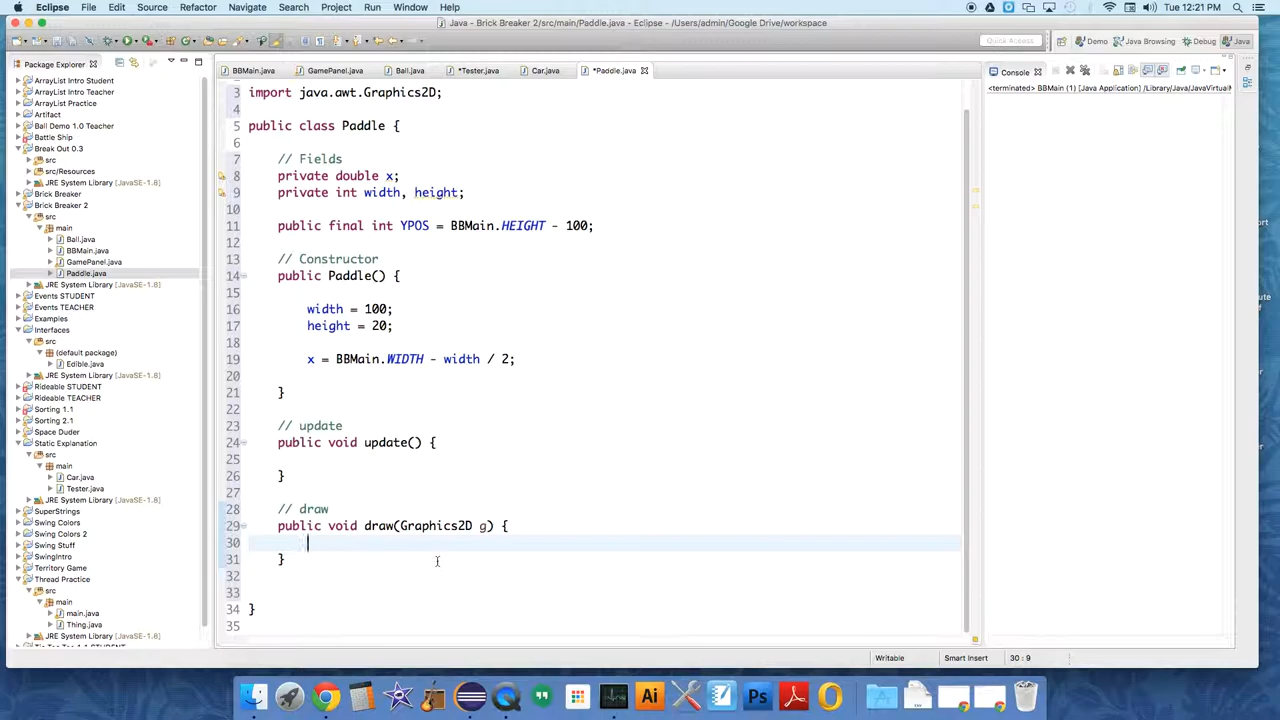 Eclipse File Edit Source Refactor Navigate Search Project Run Window Help Tue 12:21 PM
Java - Brick Breaker 2/src/main/Paddle.java - Eclipse - /Users/admin/Google Drive/workspace
Quick Access Demo Java Browsing Debug Java
Package Explorer
ArrayList Intro Student
ArrayList Intro Teacher
ArrayList Practice
Artifact
Ball Demo 1.0 Teacher
Battle Ship
Break Out 0.3
src
src/Resources
JRE System Library [JavaSE-1.8]
Brick Breaker
Brick Breaker 2
src
main
Ball.java
BBMain.java
GamePanel.java
Paddle.java
JRE System Library [JavaSE-1.8]
Events STUDENT
Events TEACHER
Examples
Interfaces
src
(default package)
Edible.java
JRE System Library [JavaSE-1.8]
Rideable STUDENT
Rideable TEACHER
Sorting 1.1
Sorting 2.1
Space Duder
Static Explanation
src
main
Car.java
Tester.java
JRE System Library [JavaSE-1.8]
SuperStrings
Swing Colors
Swing Colors 2
Swing Stuff
SwingIntro
Territory Game
Thread Practice
src
main
main.java
Thing.java
JRE System Library [JavaSE-1.8]
BBMain.java GamePanel.java Ball.java *Tester.java Car.java *Paddle.java
3 import java.awt.Graphics2D;
4
5 public class Paddle {
6
7 // Fields
8 private double x;
9 private int width, height;
10
11 public final int YPOS = BBMain.HEIGHT - 100;
12
13 // Constructor
14 public Paddle() {
15
16 width = 100;
17 height = 20;
18
19 x = BBMain.WIDTH - width / 2;
20
21 }
22
23 // update
24 public void update() {
25
26 }
27
28 // draw
29 public void draw(Graphics2D g) {
30
31 }
32
33
34 }
35
Console
<terminated> BBMain (1) [Java Application] /Library/Java/JavaVirtualM
Writable Smart Insert 30 : 9
Ai Ps